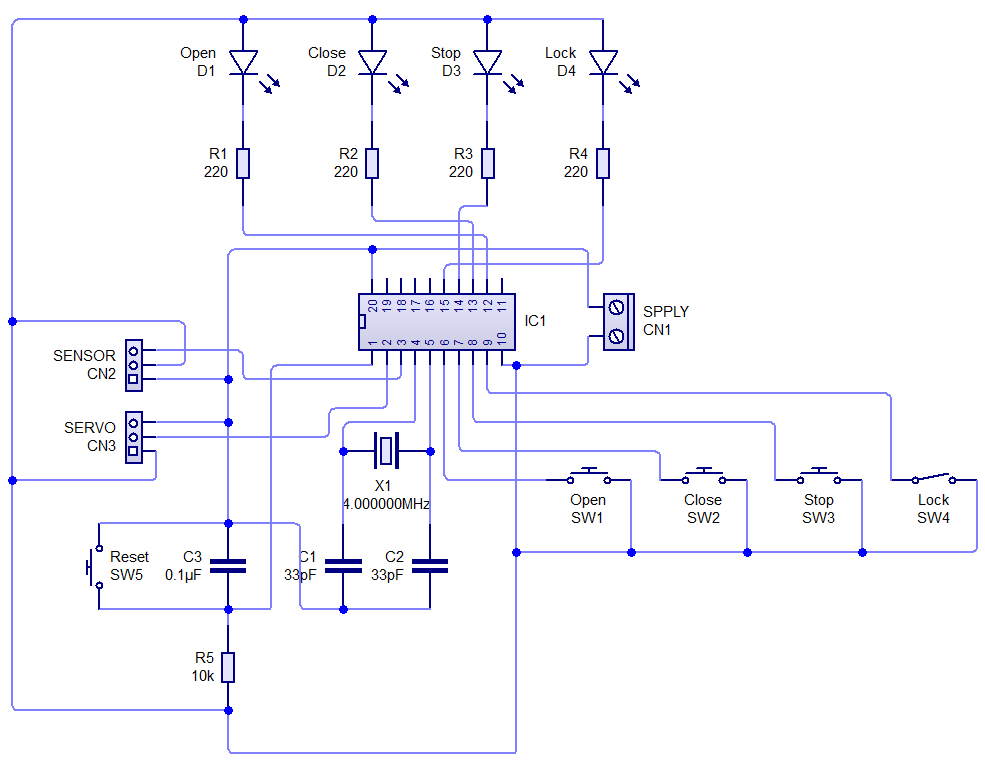 Open
D1
Close
D2
Stop
D3
Lock
D4
R1
220
R2
220
R3
220
R4
220
20
19
18
17
16
15
14
13
12
11
1
2
3
4
5
6
7
8
9
10
IC1
SPPLY
CN1
SENSOR
CN2
SERVO
CN3
X1
4.000000MHz
Open
SW1
Close
SW2
Stop
SW3
Lock
SW4
Reset
SW5
C3
0.1µF
C1
33pF
C2
33pF
R5
10k